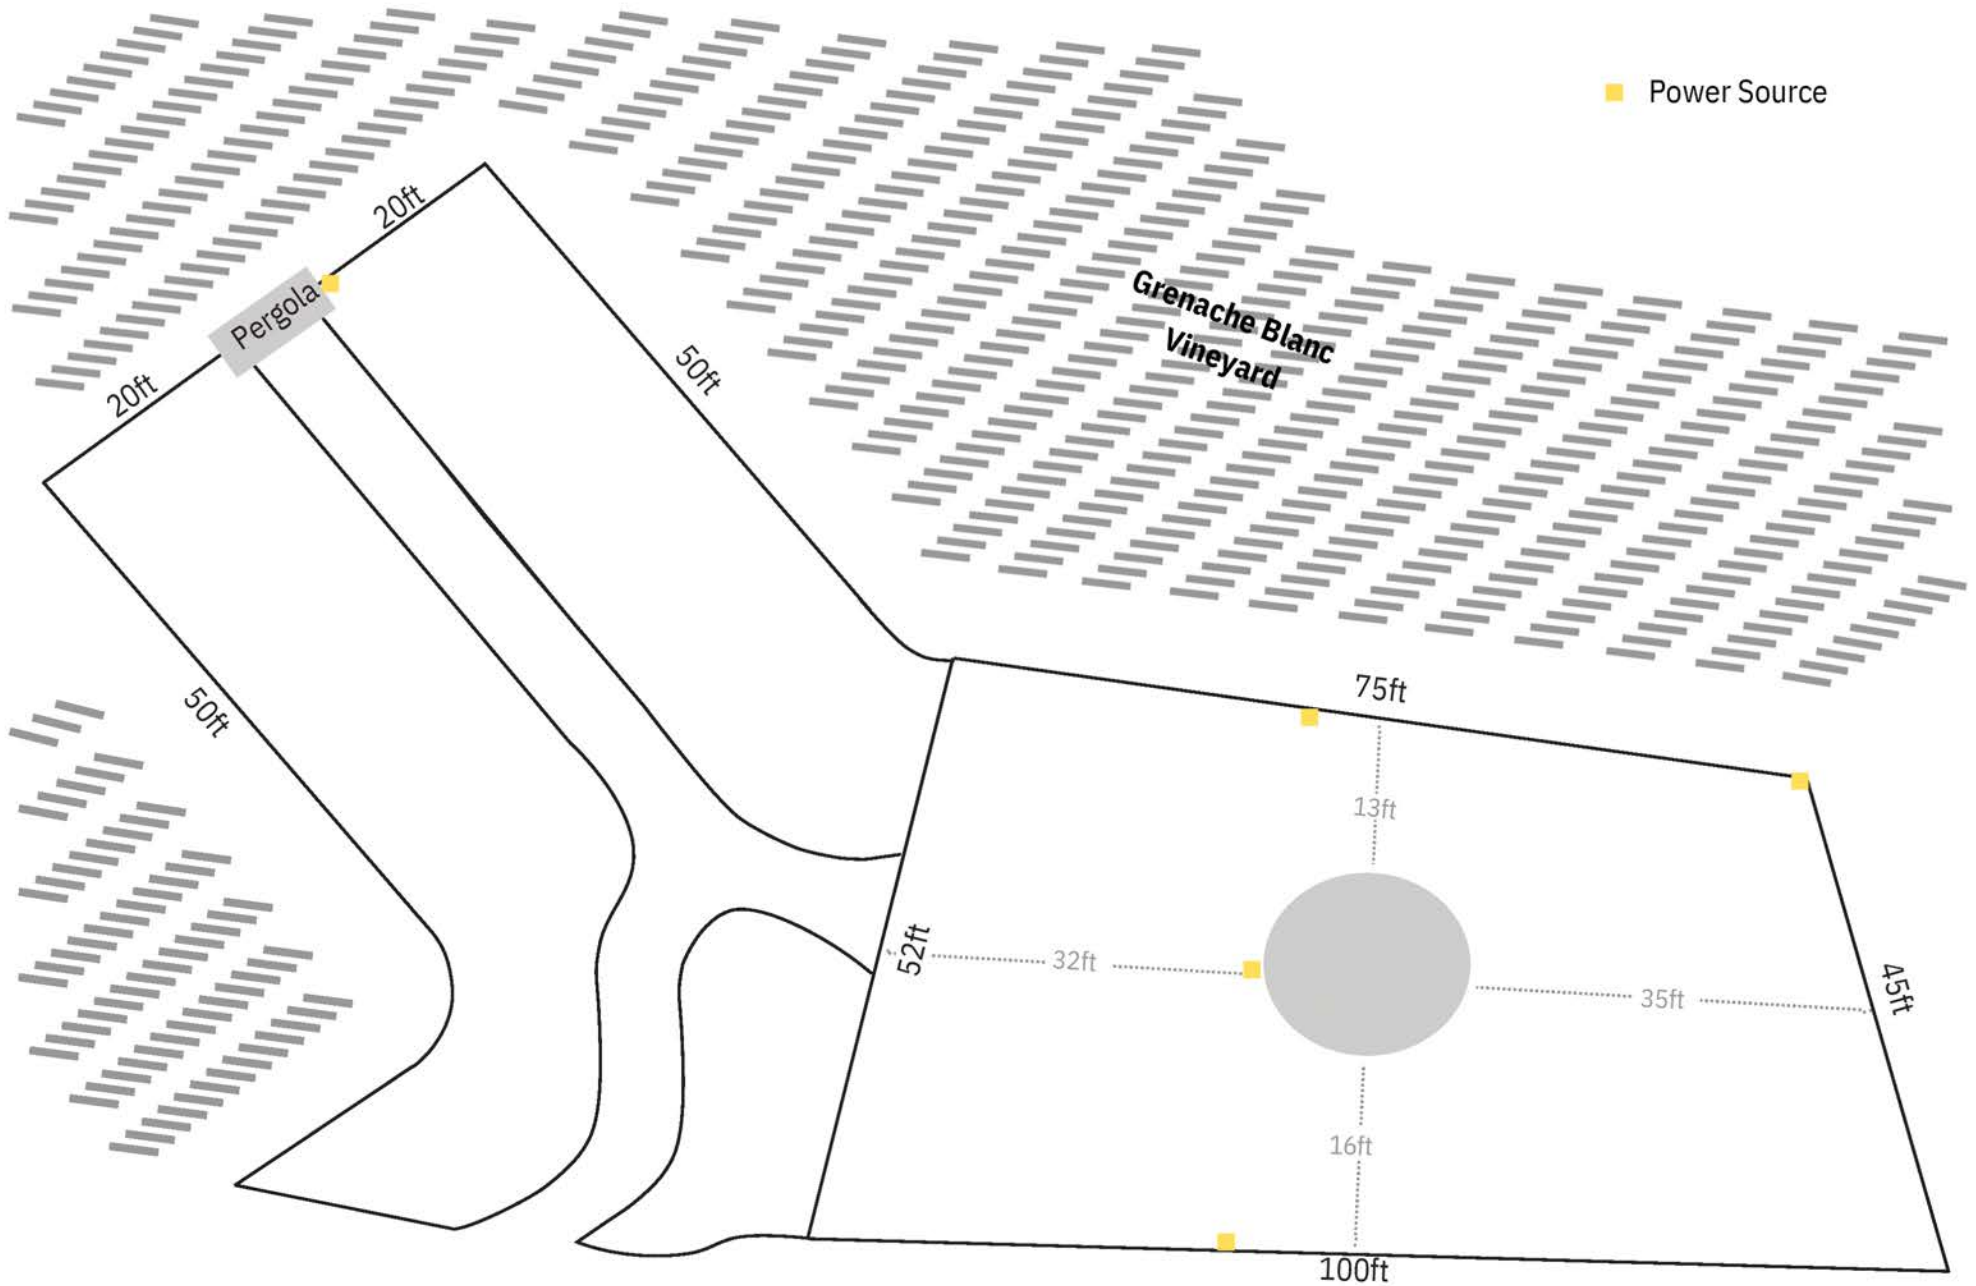 Power Source
20ft
Pergola
20ft
50ft
Grenache Blanc
Vineyard
50ft
75ft
13ft
52ft
32ft
35ft
45ft
16ft
100ft